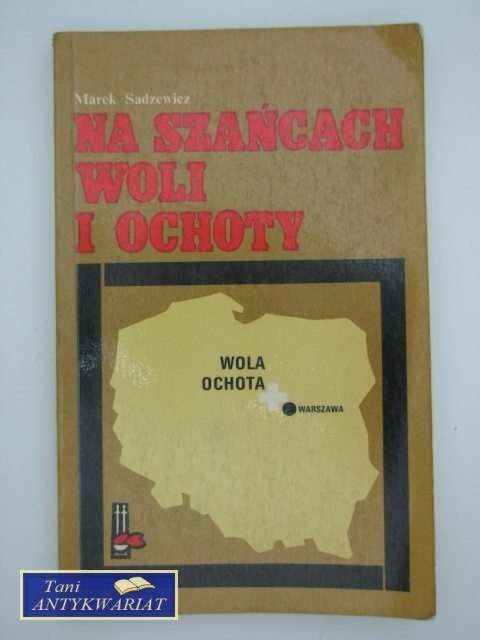 Marek Sadzewicz
NA SZAŃCACH
WOLI
I OCHOTY
WOLA
OCHOTA
WARSZAWA
Tani
ANTYKWARIAT